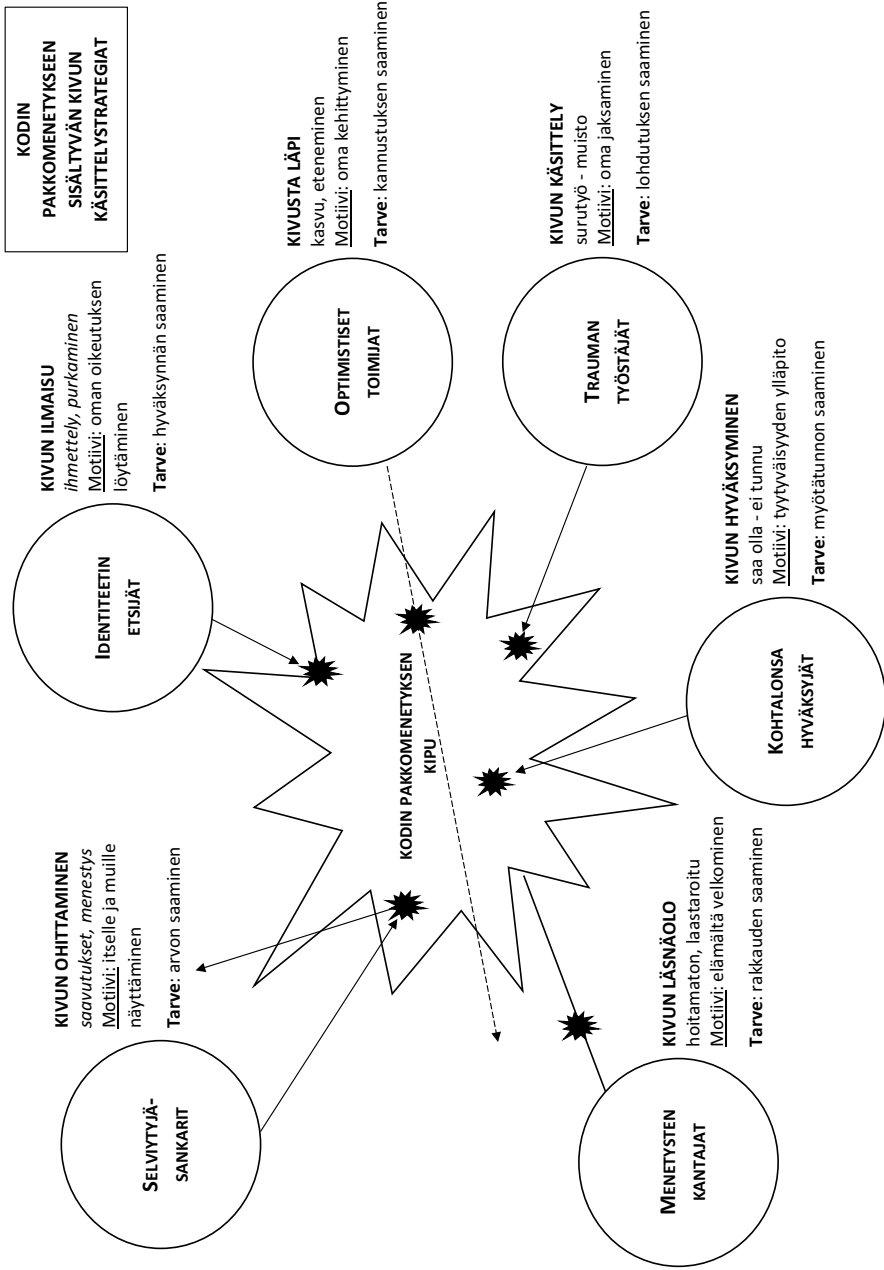 KODIN
PAKKOMENETYKSEEN
SISÄLTYVÄN KIVUN
KÄSITTELYSTRATEGIAT
SELVIYTYJÄ-
SANKARIT
KIVUN OHITTAMINEN
saavutukset, menestys
Motiivi: itselle ja muille
näyttäminen
Tarve: arvon saaminen
IDENTITEETIN
ETSIJÄT
KIVUN ILMAISU
ihmettely, purkaminen
Motiivi: oman oikeutuksen
löytäminen
Tarve: hyväksynnän saaminen
OPTIMISTISET
TOIMIJAT
KIVUSTA LÄPI
kasvu, eteneminen
Motiivi: oma kehittyminen
Tarve: kannustuksen saaminen
KODIN PAKKOMENETYKSEN
KIPU
TRAUMAN
TYÖSTÄJÄT
KIVUN KÄSITTELY
surutyö - muisto
Motiivi: oma jaksaminen
Tarve: lohdutuksen saaminen
MENETYSTEN
KANTAJAT
KIVUN LÄSNÄOLO
hoitamaton, laastaroitu
Motiivi: elämältä velkominen
Tarve: rakkauden saaminen
KOHTALONSA
HYVÄKSYJÄT
KIVUN HYVÄKSYMINEN
saa olla - ei tunnu
Motiivi: tyytyväisyyden ylläpito
Tarve: myötätunnon saaminen